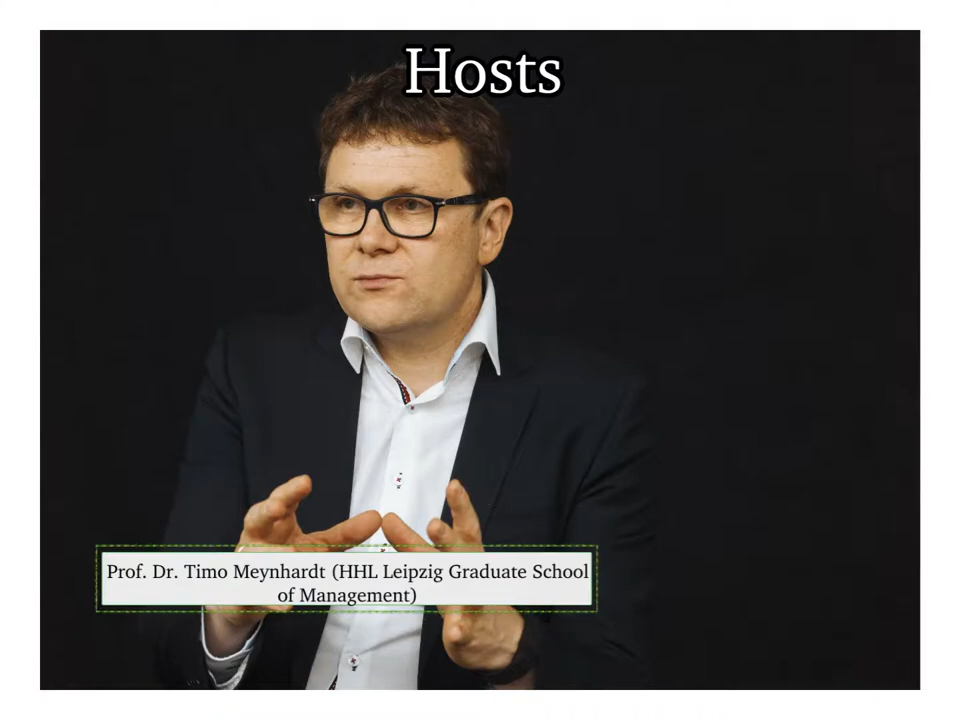 Hosts
Prof. Dr. Timo Meynhardt (HHL Leipzig Graduate School
of Management)